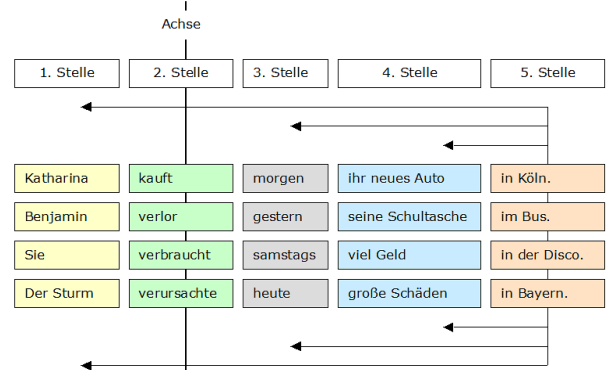 Achse
1. Stelle 2. Stelle 3. Stelle 4. Stelle 5. Stelle
Katharina kauft morgen ihr neues Auto in Köln.
Benjamin verlor gestern seine Schultasche im Bus.
Sie verbraucht samstags viel Geld in der Disco.
Der Sturm verursachte heute große Schäden in Bayern.